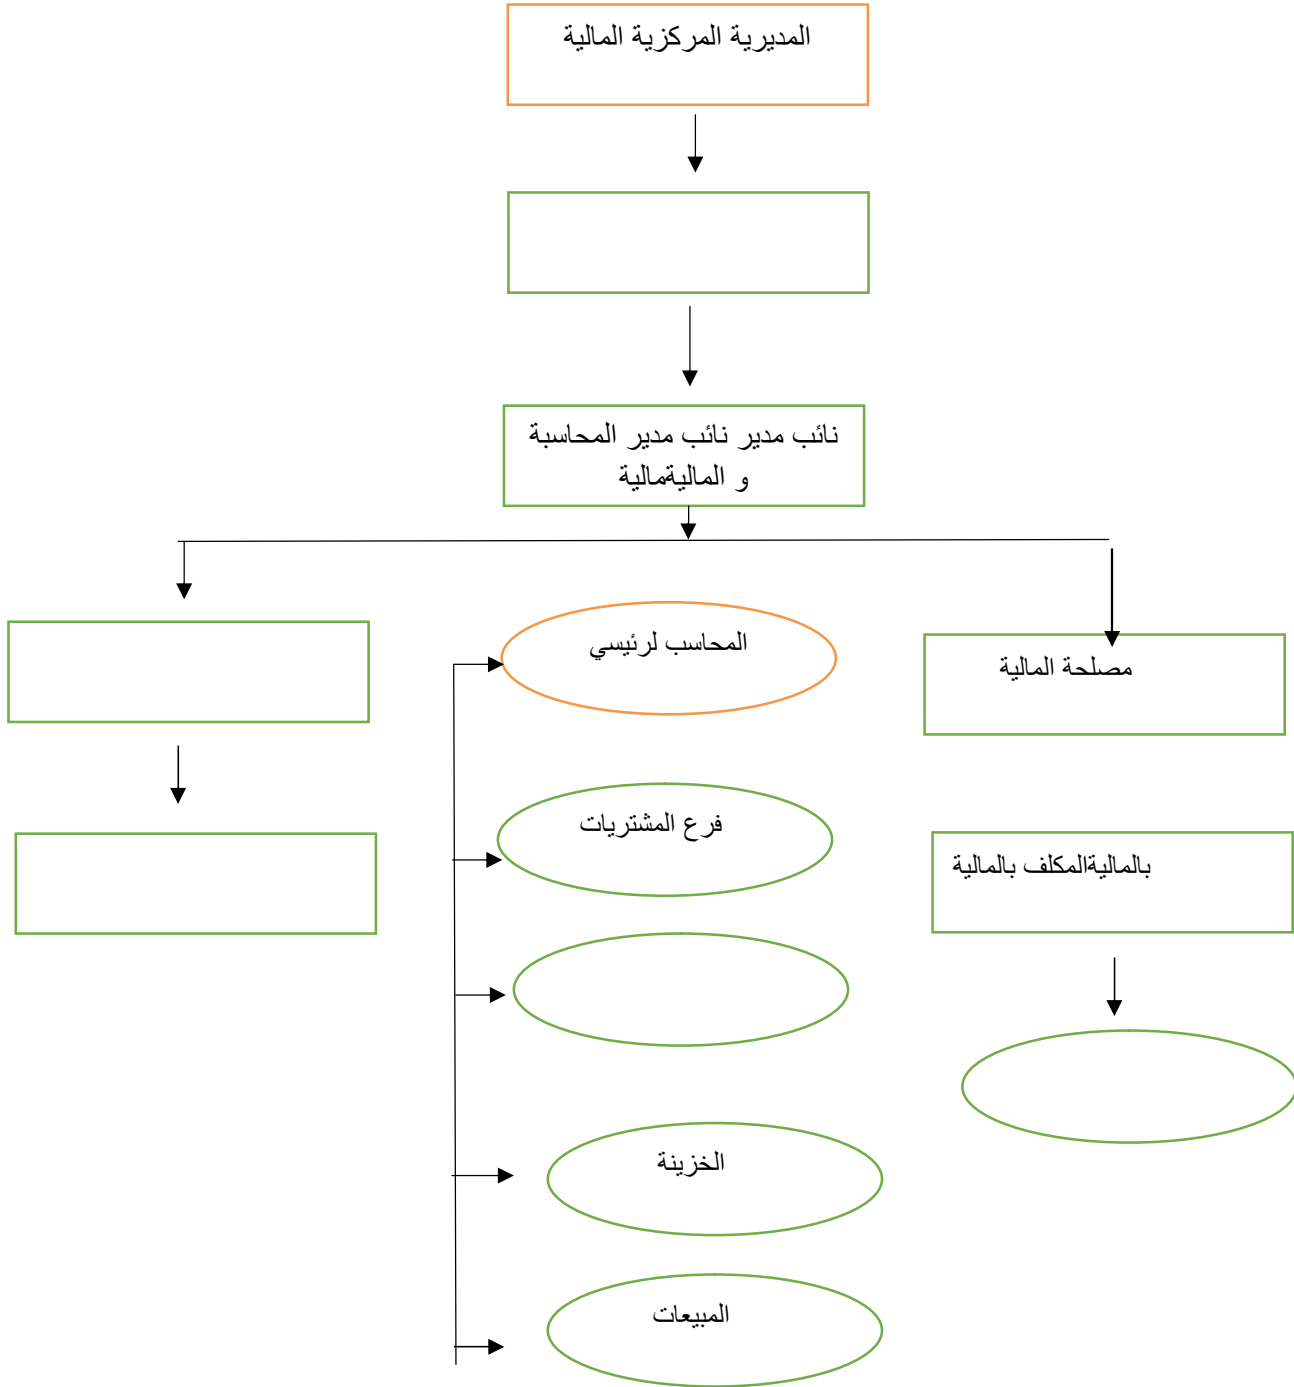 المديرية المركزية المالية
نائب مدير نائب مدير المحاسبة
و الماليةمالية
المحاسب لرئيسي
مصلحة المالية
فرع المشتريات
بالماليةالمكلف بالمالية
الخزينة
المبيعات